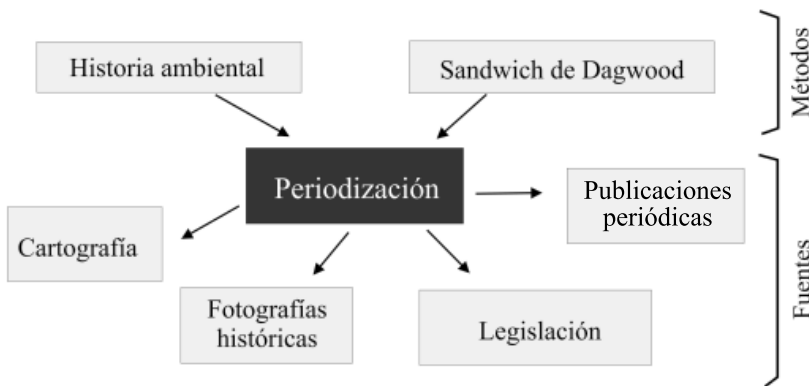 Historia ambiental
Sandwich de Dagwood
Métodos
Periodización
Publicaciones
periódicas
Cartografía
Fotografías
históricas
Legislación
Fuentes